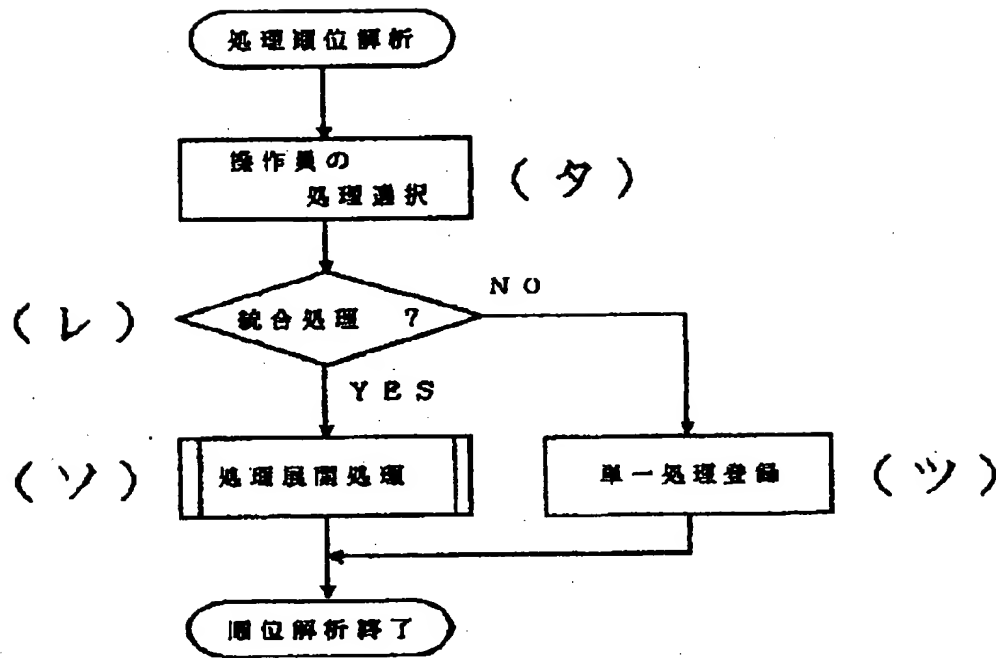 処理順位解析
操作員の
処理選択
(タ)
NO
(レ)
統合処理 ?
YES
(ソ)
処理展開処理
単一処理登録
(ツ)
順位解析終了